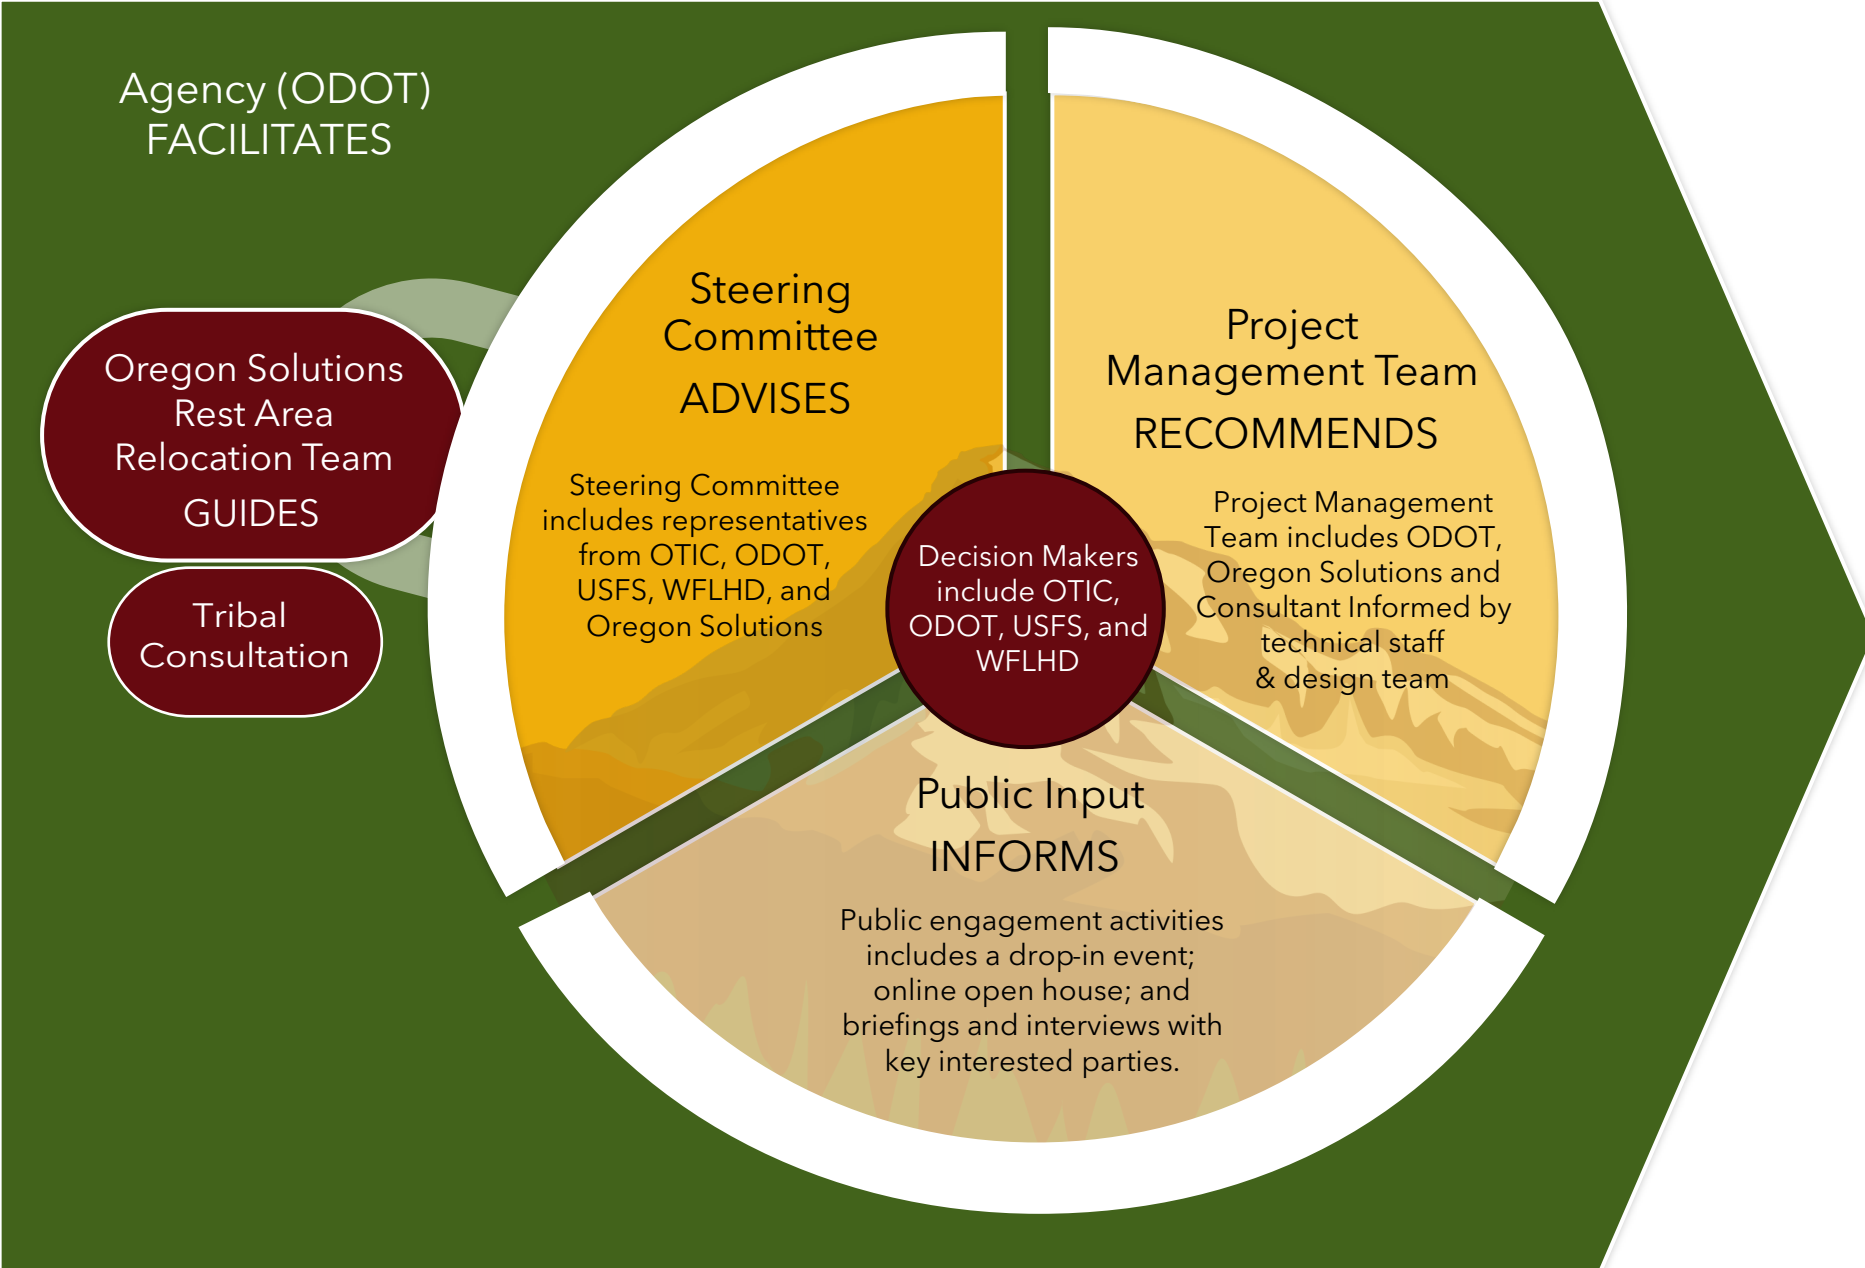 Agency (ODOT)
FACILITATES
Oregon Solutions
Rest Area
Relocation Team
GUIDES
Tribal
Consultation
Steering
Committee
ADVISES
Steering Committee
includes representatives
from OTIC, ODOT,
USFS, WFLHD, and
Oregon Solutions
Project
Management Team
RECOMMENDS
Project Management
Team includes ODOT,
Oregon Solutions and
Consultant Informed by
technical staff
& design team
Decision Makers
include OTIC,
ODOT, USFS, and
WFLHD
Public Input
INFORMS
Public engagement activities
includes a drop-in event;
online open house; and
briefings and interviews with
key interested parties.